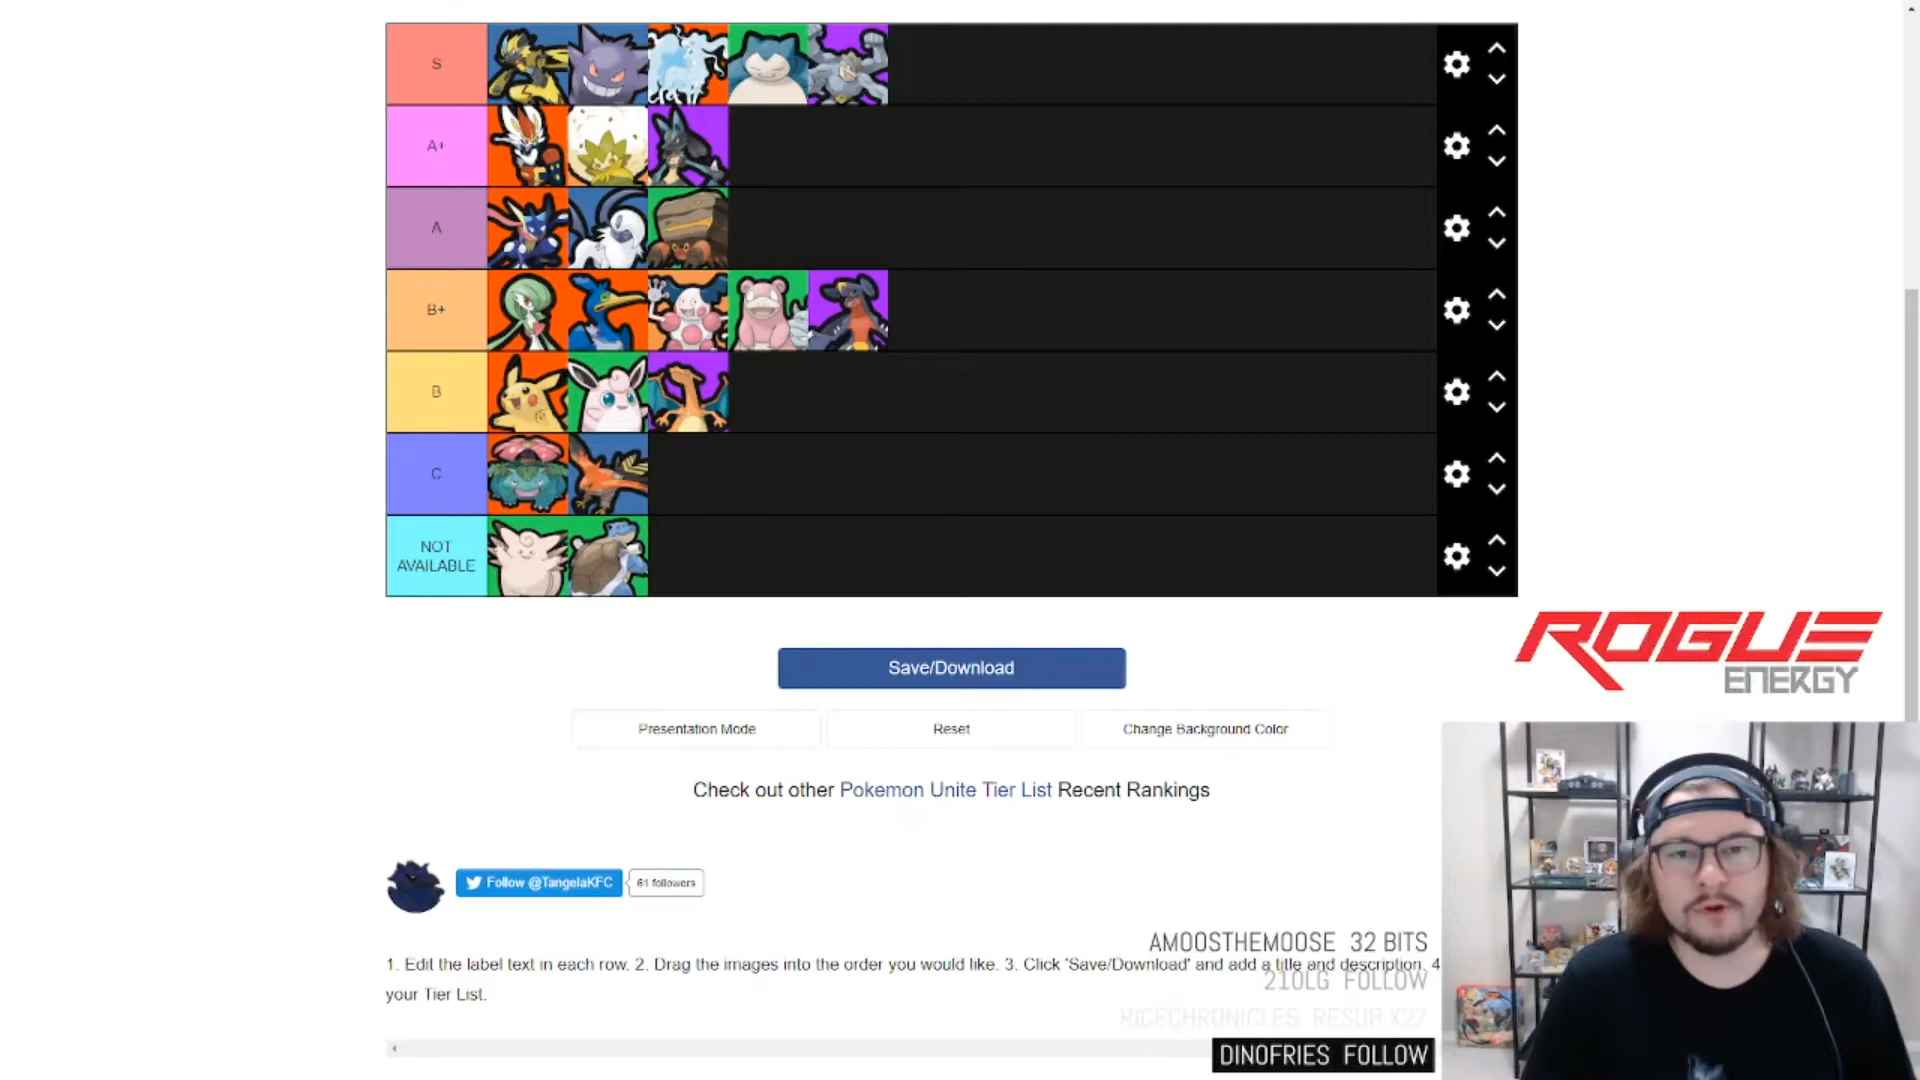 S
A+
A
B+
B
C
NOT
AVAILABLE
Save/Download
ROGUE
ENERGY
Presentation Mode
Reset
Change Background Color
Check out other Pokemon Unite Tier List Recent Rankings
Follow @TangelaKFC
61 followers
AMOOSTHEMOOSE 32 BITS
1. Edit the label text in each row. 2. Drag the images into the order you would like. 3. Click 'Save/Download' and add a title and description. 4
210LG FOLLOW
your Tier List.
RICECHRONICLES RESUB X27
DINOFRIES FOLLOW